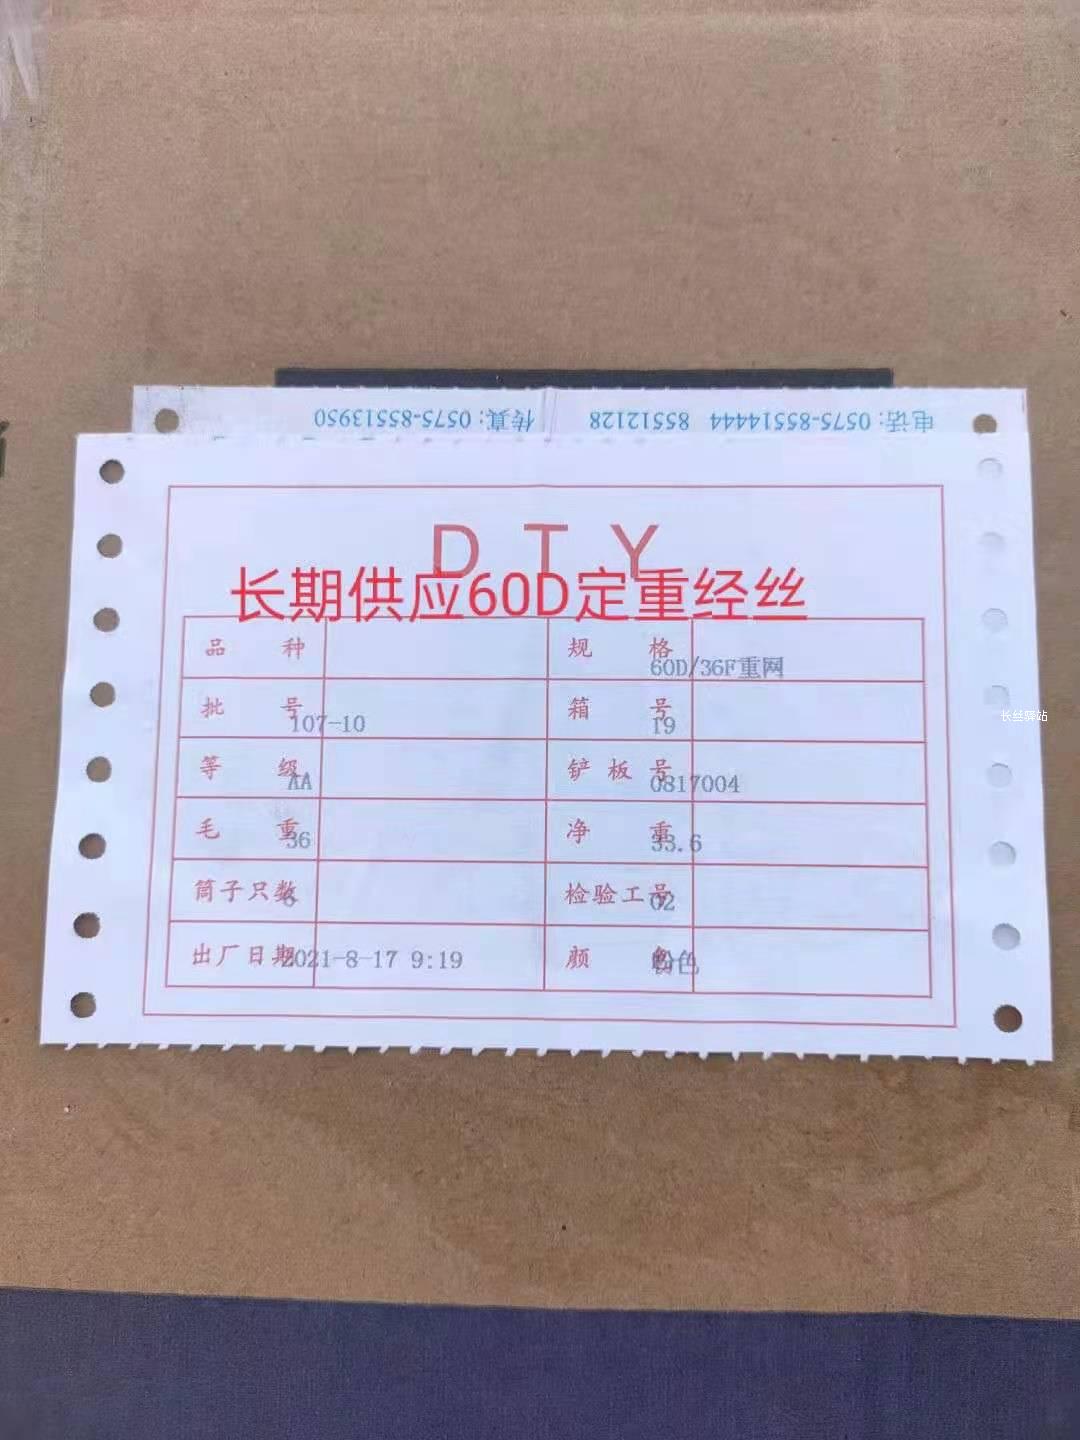 电话: 0575-85514444 85512128
传真: 0575-85513950
DTY
长期供应60D定重经丝
品种
规格 60D/36F重网
批号 107-10
箱号 19
等级 AA
铲板号 0817004
毛重 36
净重 33.6
筒子只数 6
检验工号 02
出厂日期 2021-8-17 9:19
颜色 粉色
长丝驿站